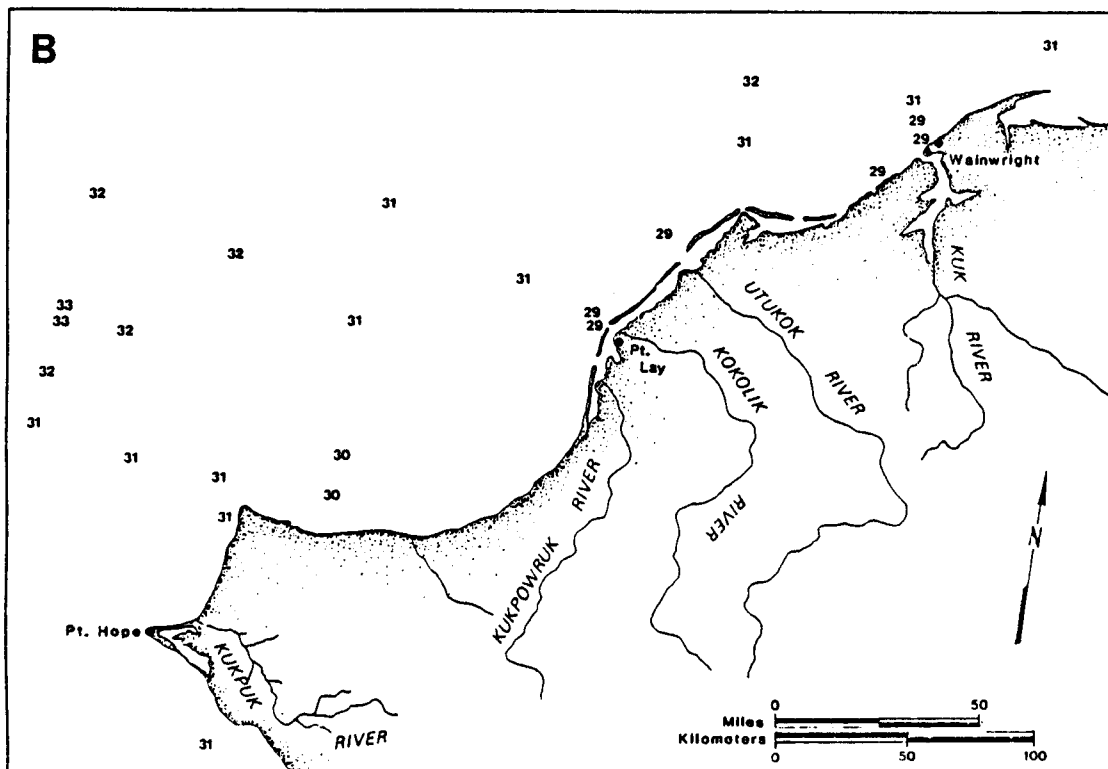 B
31
32
31
29
31
29
Wainwright
29
32
31
29
32
31
33
33
32
31
29
29
Pt.
Lay
UTUKOK
RIVER
KOKOLIK
RIVER
KUK
RIVER
32
31
31
31
30
30
31
KUKPOWRUK
RIVER
N
Pt. Hope
KUKPUK
RIVER
31
0
50
Miles
Kilometers
0
50
100